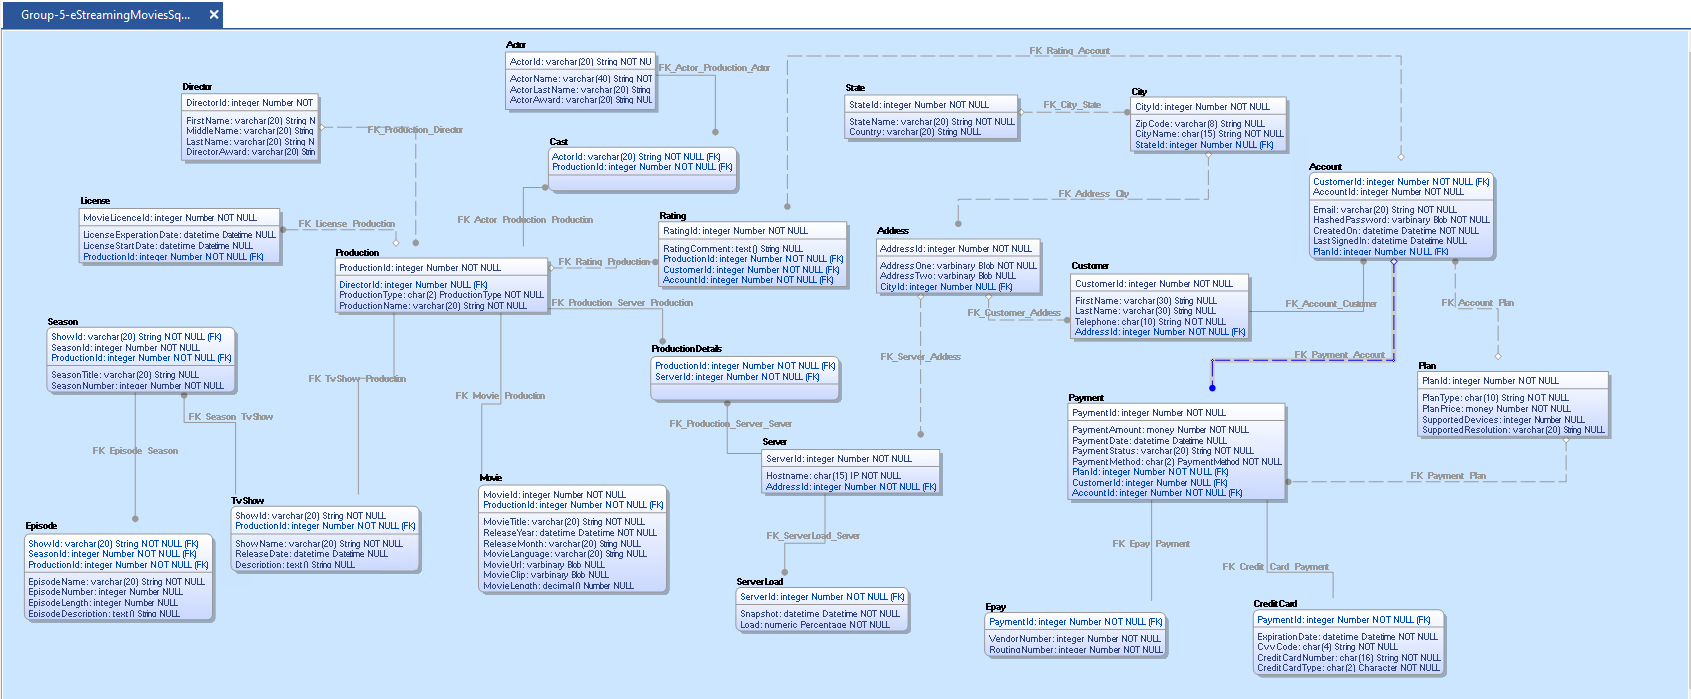 Group-5-eStreamingMoviesSq... ×
Actor
ActorId: varchar(20) String NOT NU
ActorName: varchar(40) String NOT
ActorLastName: varchar(20) String
ActorAward: varchar(20) String NUL
FK_Actor_Production_Actor
FK_Rating_Account
Director
DirectorId: integer Number NOT
FirstName: varchar(20) String N
MiddleName: varchar(20) String
LastName: varchar(20) String N
DirectorAward: varchar(20) Strin
FK_Production_Director
State
StateId: integer Number NOT NULL
StateName: varchar(20) String NOT NULL
Country: varchar(20) String NULL
FK_City_State
City
CityId: integer Number NOT NULL
ZipCode: varchar(8) String NULL
CityName: char(15) String NOT NULL
StateId: integer Number NULL (FK)
Cast
ActorId: varchar(20) String NOT NULL (FK)
ProductionId: integer Number NOT NULL (FK)
Account
CustomerId: integer Number NOT NULL (FK)
AccountId: integer Number NOT NULL
Email: varchar(20) String NOT NULL
HashedPassword: varbinary Blob NOT NULL
CreatedOn: datetime Datetime NOT NULL
LastSignedIn: datetime Datetime NULL
PlanId: integer Number NULL (FK)
FK_Address_City
License
MovieLicenceId: integer Number NOT NULL
LicenseExperationDate: datetime Datetime NULL
LicenseStartDate: datetime Datetime NULL
ProductionId: integer Number NOT NULL (FK)
FK_License_Production
FK_Actor_Production_Production
Rating
RatingId: integer Number NOT NULL
RatingComment: text() String NULL
ProductionId: integer Number NOT NULL (FK)
CustomerId: integer Number NOT NULL (FK)
AccountId: integer Number NOT NULL (FK)
FK_Rating_Production
Address
AddressId: integer Number NOT NULL
AddressOne: varbinary Blob NOT NULL
AddressTwo: varbinary Blob NULL
CityId: integer Number NULL (FK)
Production
ProductionId: integer Number NOT NULL
DirectorId: integer Number NULL (FK)
ProductionType: char(2) ProductionType NOT NULL
ProductionName: varchar(20) String NOT NULL
Customer
CustomerId: integer Number NOT NULL
FirstName: varchar(30) String NULL
LastName: varchar(30) String NULL
Telephone: char(10) String NOT NULL
AddressId: integer Number NOT NULL (FK)
FK_Production_Server_Production
FK_Customer_Address
FK_Account_Customer
FK_Account_Plan
Season
ShowId: varchar(20) String NOT NULL (FK)
SeasonId: integer Number NOT NULL
ProductionId: integer Number NOT NULL (FK)
SeasonTitle: varchar(20) String NULL
SeasonNumber: integer Number NOT NULL
ProductionDetails
ProductionId: integer Number NOT NULL (FK)
ServerId: integer Number NOT NULL (FK)
FK_Server_Address
FK_Payment_Account
FK_TvShow_Production
FK_Movie_Production
Plan
PlanId: integer Number NOT NULL
PlanType: char(10) String NOT NULL
PlanPrice: money Number NOT NULL
SupportedDevices: integer Number NULL
SupportedResolution: varchar(20) String NULL
FK_Season_TvShow
FK_Episode_Season
FK_Production_Server_Server
Payment
PaymentId: integer Number NOT NULL
PaymentAmount: money Number NOT NULL
PaymentDate: datetime Datetime NULL
PaymentStatus: varchar(20) String NOT NULL
PaymentMethod: char(2) PaymentMethod NOT NULL
PlanId: integer Number NOT NULL (FK)
CustomerId: integer Number NOT NULL (FK)
AccountId: integer Number NOT NULL (FK)
FK_Payment_Plan
Server
ServerId: integer Number NOT NULL
Hostname: char(15) IP NOT NULL
AddressId: integer Number NOT NULL (FK)
Movie
MovieId: integer Number NOT NULL
ProductionId: integer Number NOT NULL (FK)
MovieTitle: varchar(20) String NOT NULL
ReleaseYear: datetime Datetime NOT NULL
ReleaseMonth: varchar(20) String NULL
MovieLanguage: varchar(20) String NULL
MovieUrl: varbinary Blob NULL
MovieClip: varbinary Blob NULL
MovieLength: decimal() Number NULL
TvShow
ShowId: varchar(20) String NOT NULL
ProductionId: integer Number NOT NULL (FK)
ShowName: varchar(20) String NOT NULL
ReleaseDate: datetime Datetime NULL
Description: text() String NULL
Episode
ShowId: varchar(20) String NOT NULL (FK)
SeasonId: integer Number NOT NULL (FK)
ProductionId: integer Number NOT NULL (FK)
EpisodeName: varchar(20) String NOT NULL
EpisodeNumber: integer Number NOT NULL
EpisodeLength: integer Number NULL
EpisodeDescription: text() String NULL
FK_ServerLoad_Server
ServerLoad
ServerId: integer Number NOT NULL (FK)
Snapshot: datetime Datetime NOT NULL
Load: numeric Percentage NOT NULL
FK_Epay_Payment
FK_Credit_Card_Payment
Epay
PaymentId: integer Number NOT NULL (FK)
VendorNumber: integer Number NOT NULL
RoutingNumber: integer Number NOT NULL
CreditCard
PaymentId: integer Number NOT NULL (FK)
ExpirationDate: datetime Datetime NOT NULL
CvvCode: char(4) String NOT NULL
CreditCardNumber: char(16) String NOT NULL
CreditCardType: char(2) Character NOT NULL